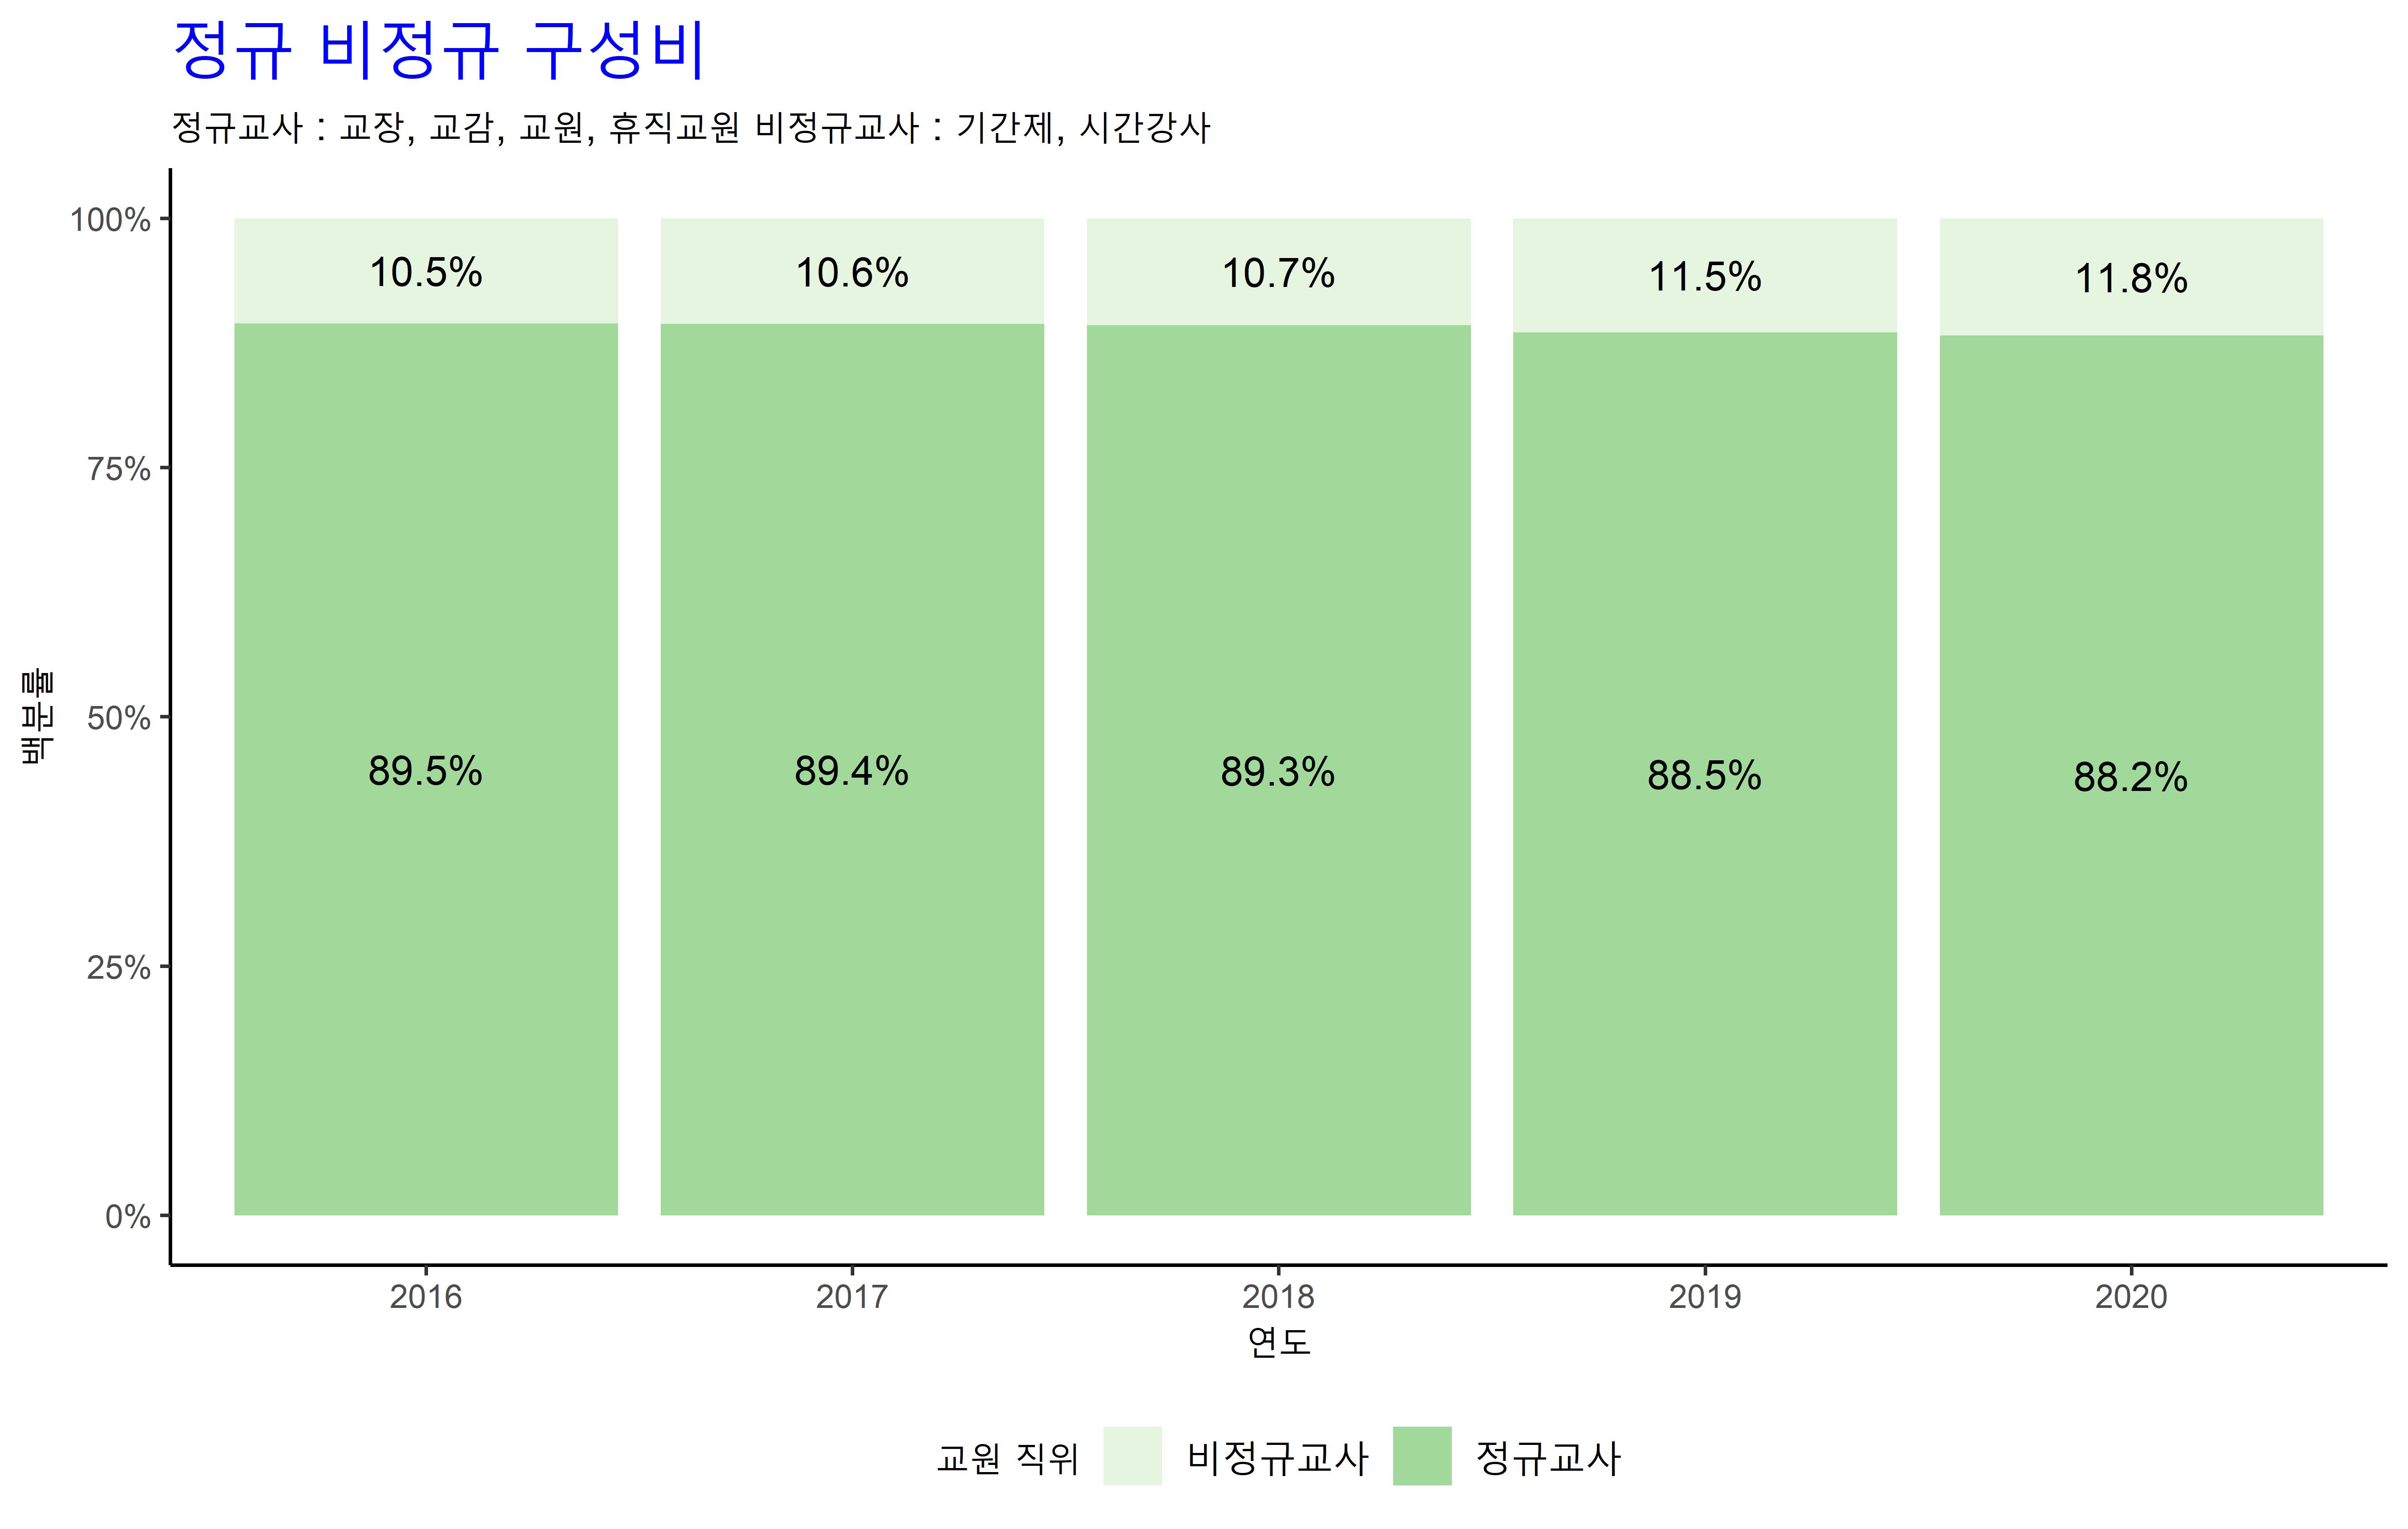 정규 비정규 구성비
정규교사 : 교장, 교감, 교원, 휴직교원 비정규교사 : 기간제, 시간강사
백분률
100%
75%
50%
25%
0%
10.5%
10.6%
10.7%
11.5%
11.8%
89.5%
89.4%
89.3%
88.5%
88.2%
2016
2017
2018
2019
2020
연도
교원 직위
비정규교사
정규교사